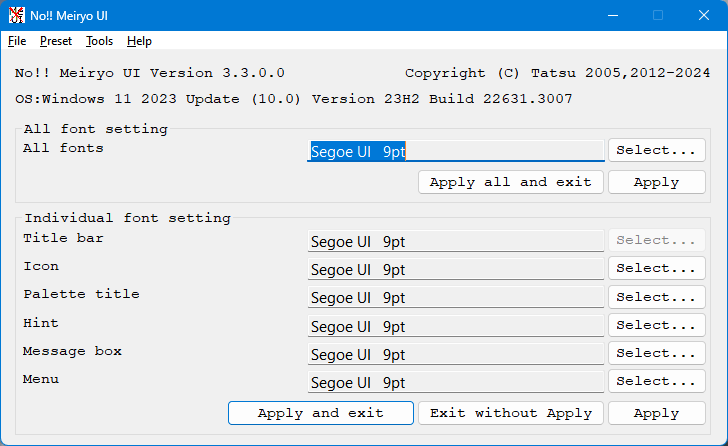 No!! Meiryo UI
File Preset Tools Help
No!! Meiryo UI Version 3.3.0.0 Copyright (C) Tatsu 2005,2012-2024
OS:Windows 11 2023 Update (10.0) Version 23H2 Build 22631.3007
All font setting
All fonts Segoe UI 9pt Select...
Apply all and exit Apply
Individual font setting
Title bar Segoe UI 9pt Select...
Icon Segoe UI 9pt Select...
Palette title Segoe UI 9pt Select...
Hint Segoe UI 9pt Select...
Message box Segoe UI 9pt Select...
Menu Segoe UI 9pt Select...
Apply and exit Exit without Apply Apply